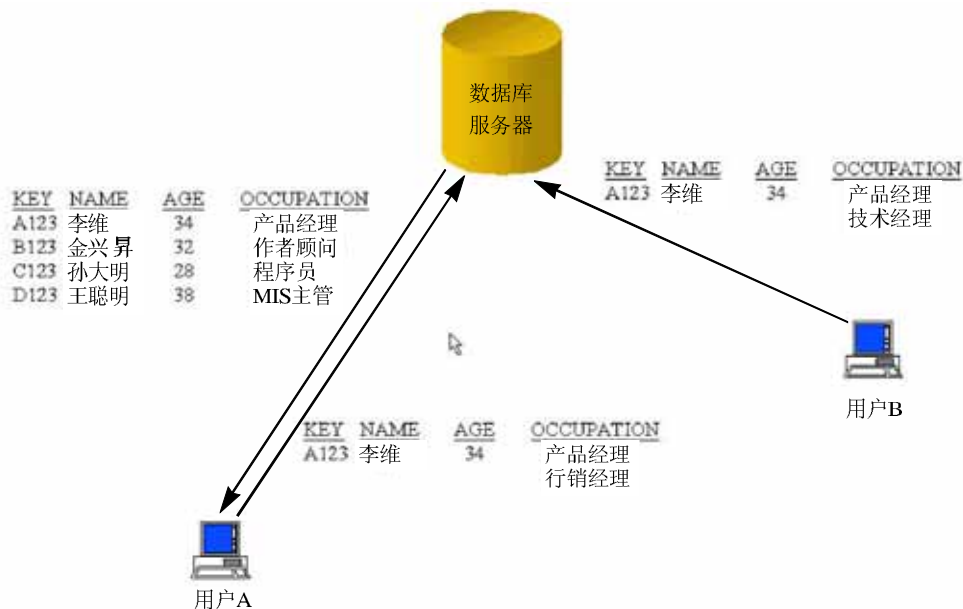 数据库
服务器
KEY NAME AGE OCCUPATION
A123 李维 34 产品经理
技术经理
KEY NAME AGE OCCUPATION
A123 李维 34 产品经理
B123 金兴昇 32 作者顾问
C123 孙大明 28 程序员
D123 王聪明 38 MIS主管
用户B
KEY NAME AGE OCCUPATION
A123 李维 34 产品经理
行销经理
用户A